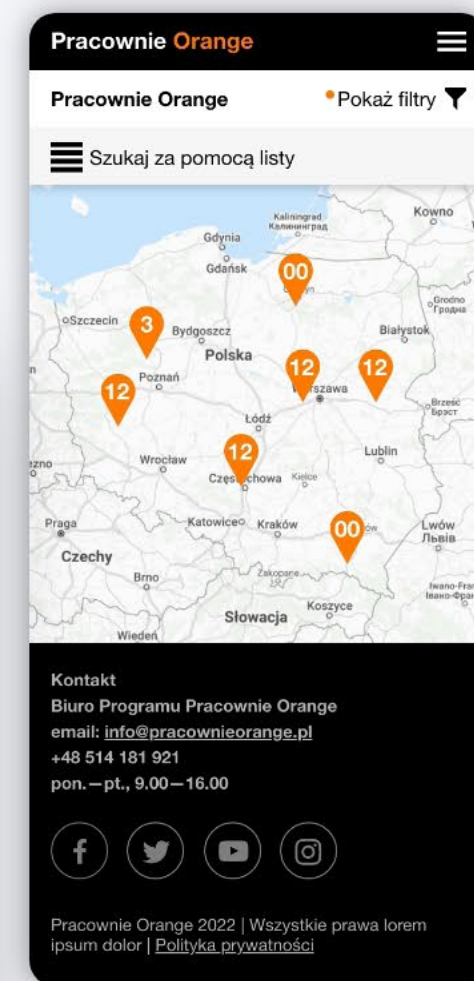 Pracownie Orange
Pracownie Orange
Pokaż filtry
Szukaj za pomocą listy
Kaliningrad
Калининград
Kowno
Gdynia
Gdańsk
00
Grodno
Гродна
Szczecin
3
Bydgoszcz
Białystok
Polska
12
Poznań
12
szawa
12
Brześć
Брэст
Łódź
12
Lublin
Wrocław
Kielce
Praga
Katowice
Kraków
00
Lwów
Львів
Czechy
Zakopane
Brno
Koszyce
Słowacja
Wiedeń
Kontakt
Biuro Programu Pracownie Orange
email: info@pracownieorange.pl
+48 514 181 921
pon.—pt., 9.00—16.00
Pracownie Orange 2022 | Wszystkie prawa lorem
ipsum dolor | Polityka prywatności